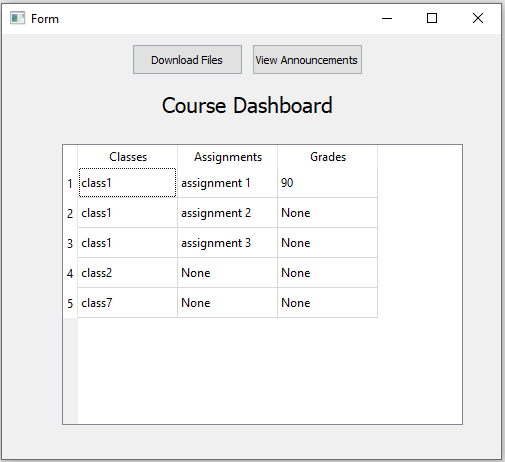 Form
Download Files View Announcements
Course Dashboard
Classes Assignments Grades
1 class1 assignment 1 90
2 class1 assignment 2 None
3 class1 assignment 3 None
4 class2 None None
5 class7 None None